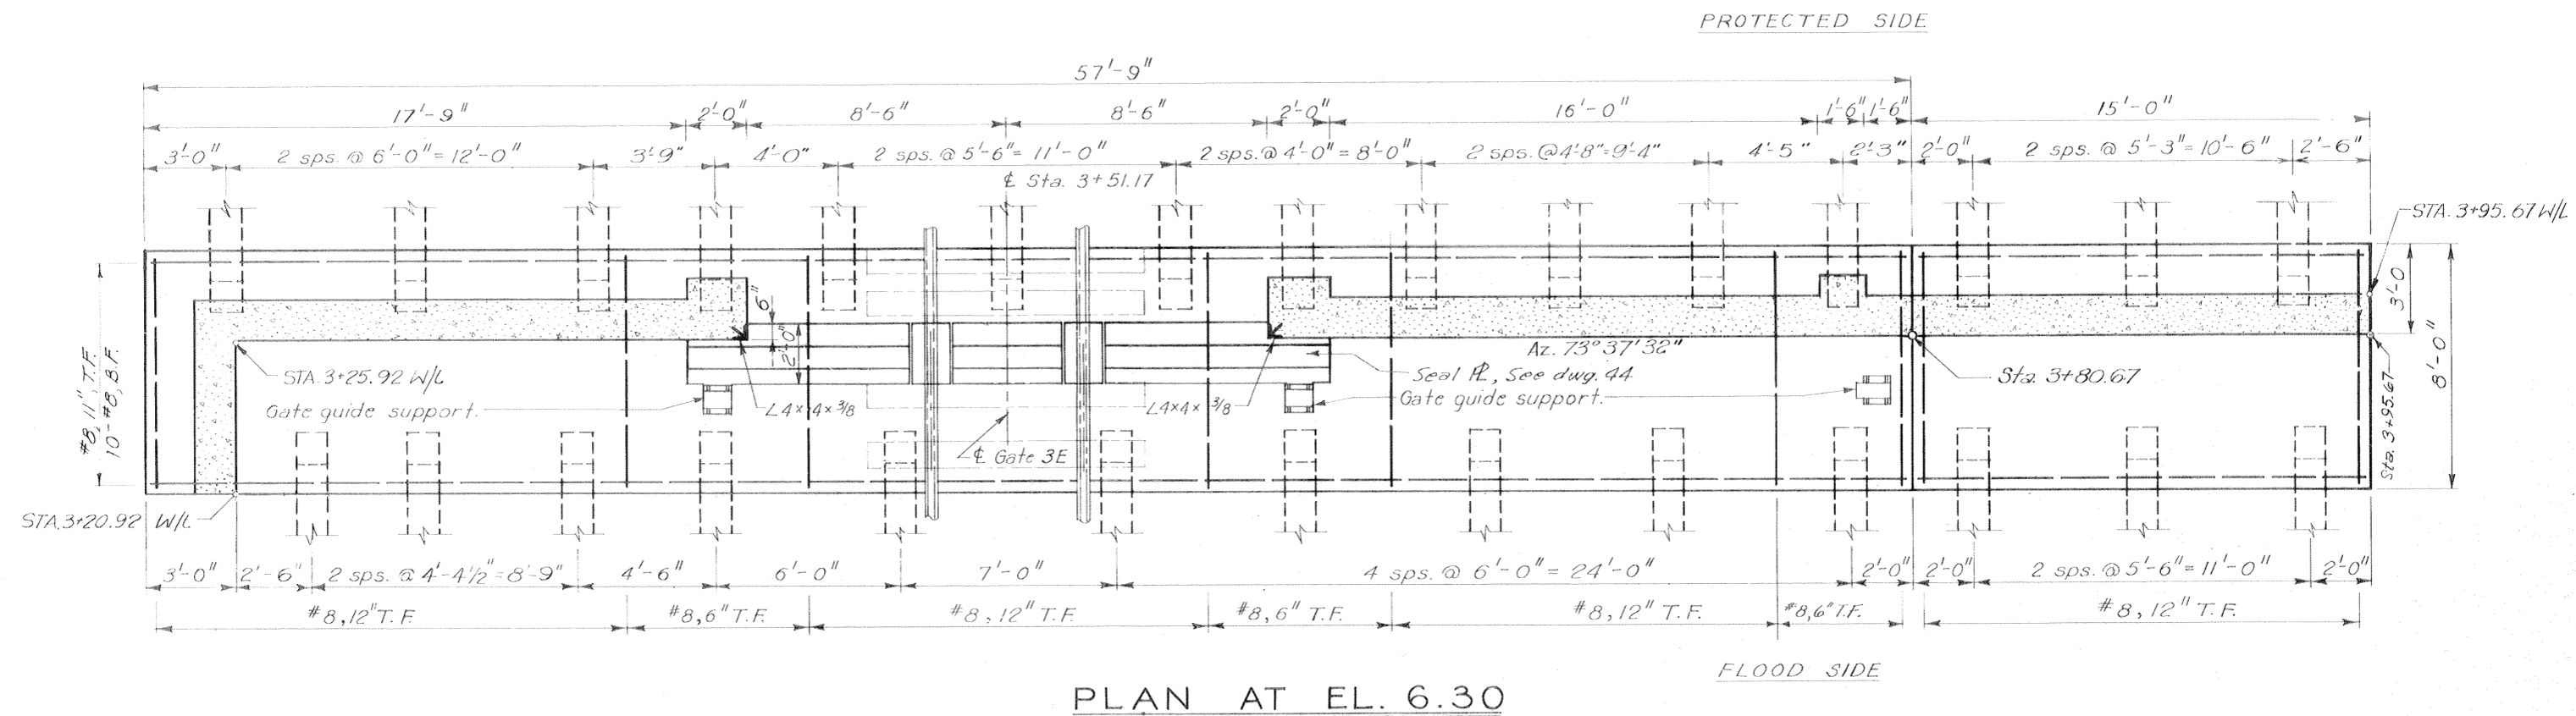 PROTECTED SIDE
57'-9"
17'-9" 2'-0" 8'-6" 8'-6" 2'-0" 16'-0" 1'-6" 1'-6" 15'-0"
3'-0" 2 sps. @ 6'-0" = 12'-0" 3'-9" 4'-0" 2 sps. @ 5'-6" = 11'-0" 2 sps. @ 4'-0" = 8'-0" 2 sps. @ 4'-8" = 9'-4" 4'-5" 2'-3" 2'-0" 2 sps. @ 5'-3" = 10'-6" 2'-6"
℄ Sta. 3+51.17
STA. 3+95.67 W/L
6"
2'-0"
3'-0
8'-0"
Az. 73° 37' 32"
STA. 3+25.92 W/L
Seal ℙL, See dwg. 44
Sta. 3+80.67
Gate guide support.
L 4 x 4 x 3/8
L4x4 x 3/8
Gate guide support.
#8, 11" T.F.
10-#8, B.F.
Sta. 3+95.67
℄ Gate 3E
STA. 3+20.92 W/L
3'-0" 2'-6" 2 sps. @ 4'-4½" = 8'-9" 4'-6" 6'-0" 7'-0" 4 sps. @ 6'-0" = 24'-0" 2'-0" 2'-0" 2 sps. @ 5'-6" = 11'-0" 2'-0"
#8, 12" T.F. #8, 6" T.F. #8, 12" T.F. #8, 6" T.F. #8, 12" T.F. #8, 6" T.F. #8, 12" T.F.
FLOOD SIDE
PLAN AT EL. 6.30